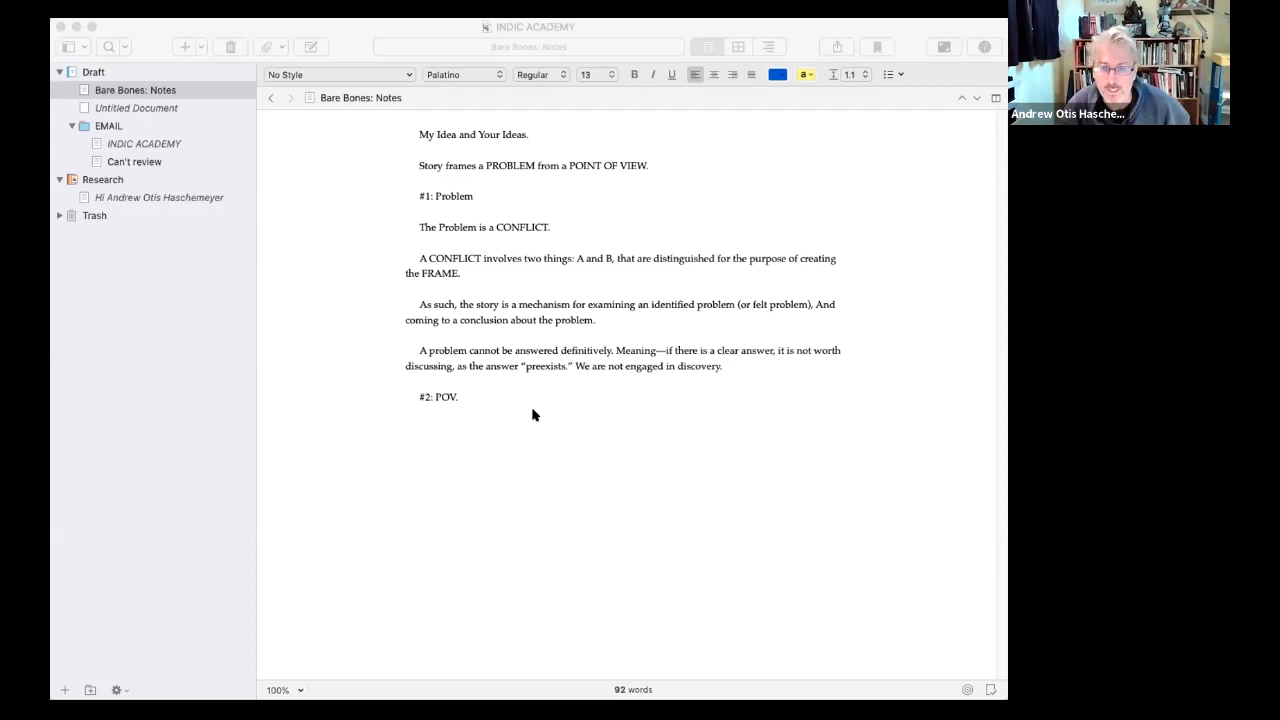 INDIC ACADEMY
Bare Bones: Notes
Draft
Bare Bones: Notes
Untitled Document
EMAIL
INDIC ACADEMY
Can't review
Research
Hi Andrew Otis Haschemeyer
Trash
No Style
Palatino
Regular
13
B
I
U
a
1.1
Bare Bones: Notes
My Idea and Your Ideas.
Story frames a PROBLEM from a POINT OF VIEW.
#1: Problem
The Problem is a CONFLICT.
A CONFLICT involves two things: A and B, that are distinguished for the purpose of creating
the FRAME.
As such, the story is a mechanism for examining an identified problem (or felt problem), And
coming to a conclusion about the problem.
A problem cannot be answered definitively. Meaning—if there is a clear answer, it is not worth
discussing, as the answer “preexists.” We are not engaged in discovery.
#2: POV.
100%
92 words
Andrew Otis Hasche...